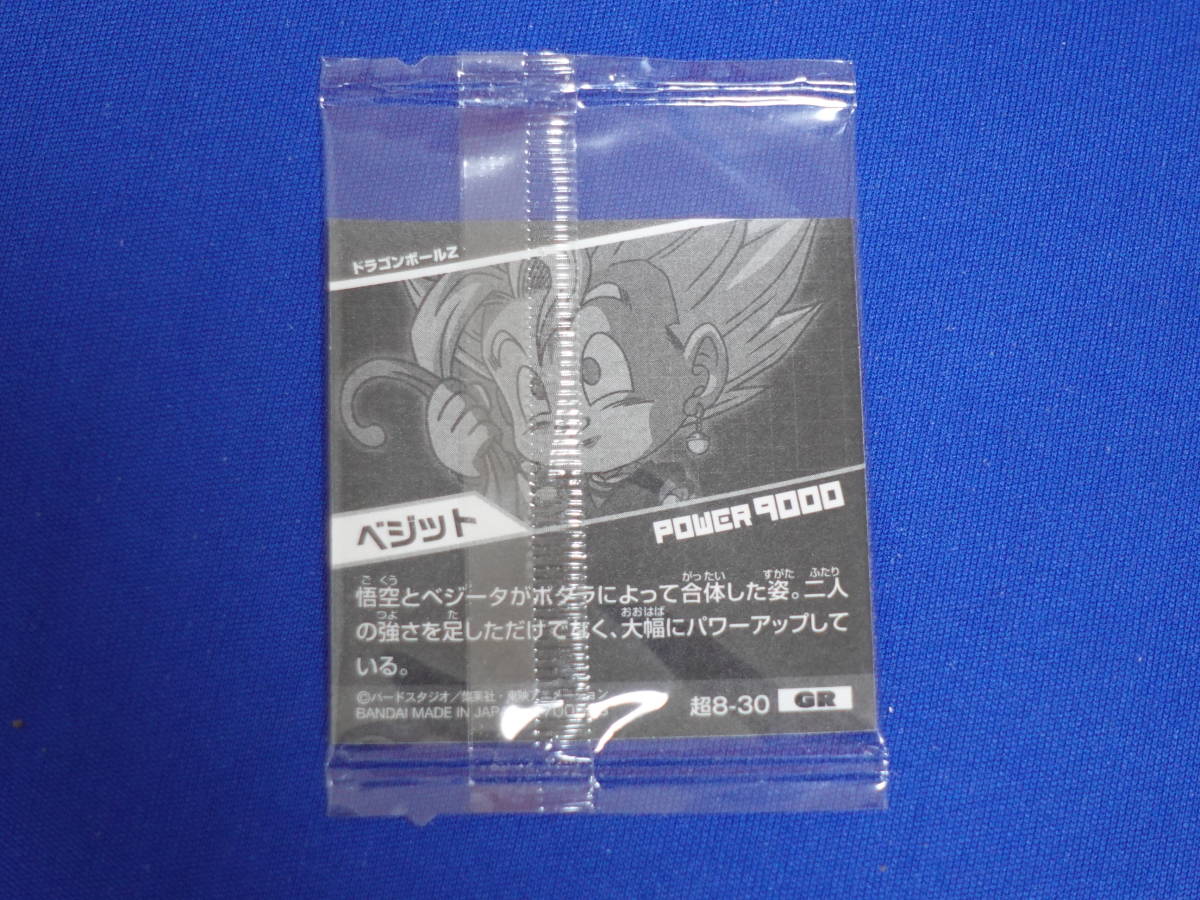 ドラゴンボールZ
ベジット
POWER 9000
悟空とベジータがポタラによって合体した姿。二人
の強さを足しただけでなく、大幅にパワーアップして
いる。
©バードスタジオ/集英社・東映アニメーション
BANDAI MADE IN JAPAN
超8-30 GR